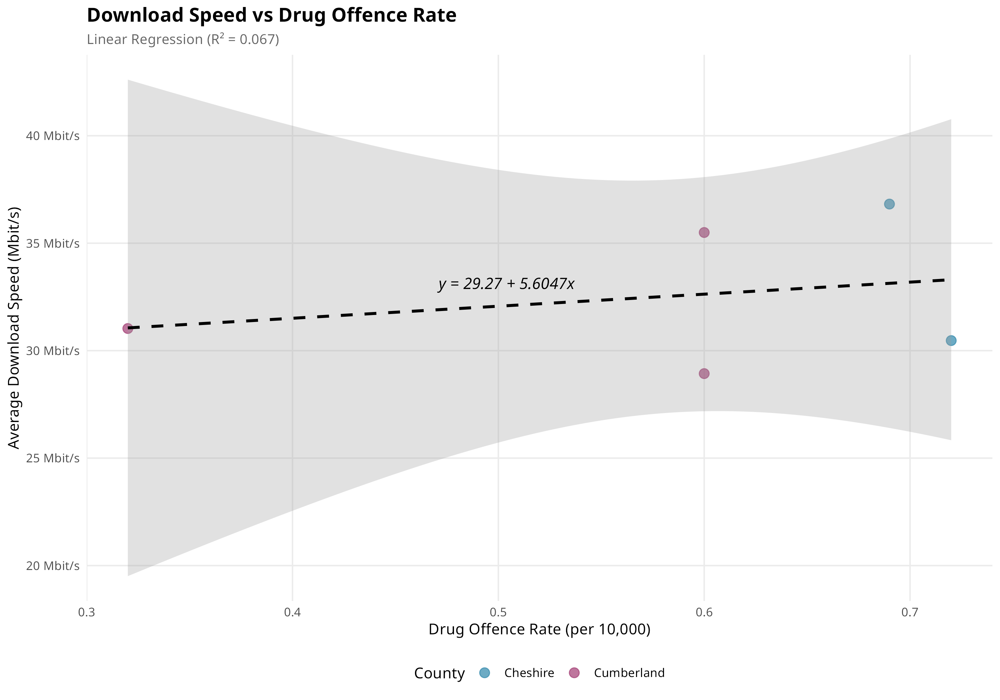 Download Speed vs Drug Offence Rate
Linear Regression (R² = 0.067)
Average Download Speed (Mbit/s)
40 Mbit/s
35 Mbit/s
30 Mbit/s
25 Mbit/s
20 Mbit/s
y = 29.27 + 5.6047x
0.3 0.4 0.5 0.6 0.7
Drug Offence Rate (per 10,000)
County Cheshire Cumberland